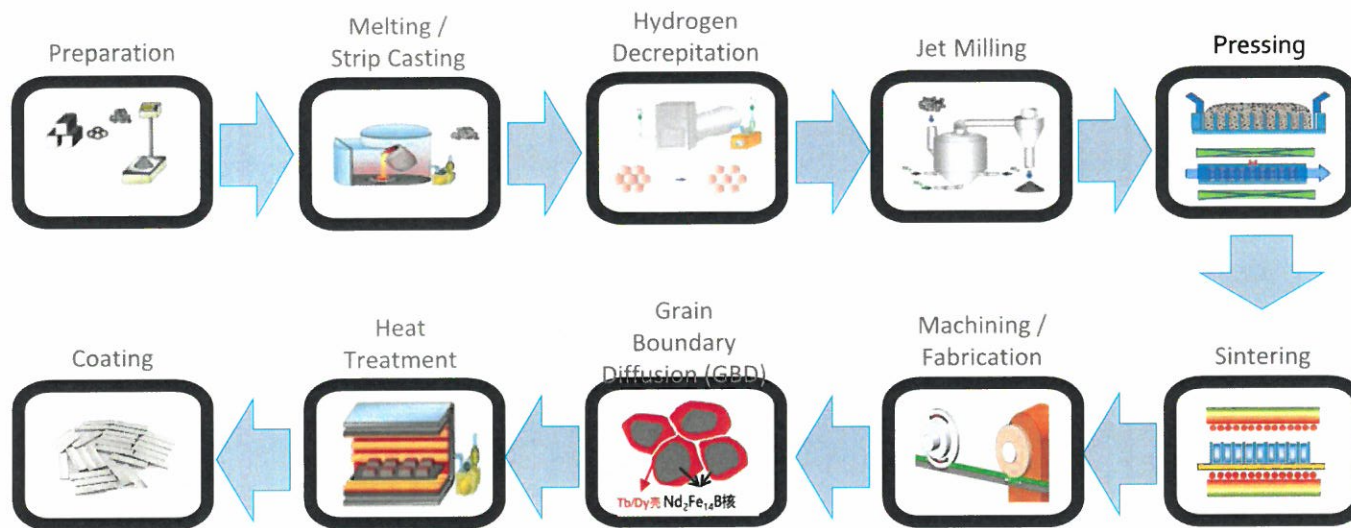 Preparation
Melting /
Strip Casting
Hydrogen
Decrepitation
Jet Milling
Pressing
Coating
Heat
Treatment
Grain
Boundary
Diffusion (GBD)
Machining /
Fabrication
Sintering
Tb/Dy亮 Nd₂Fe₁₄B核